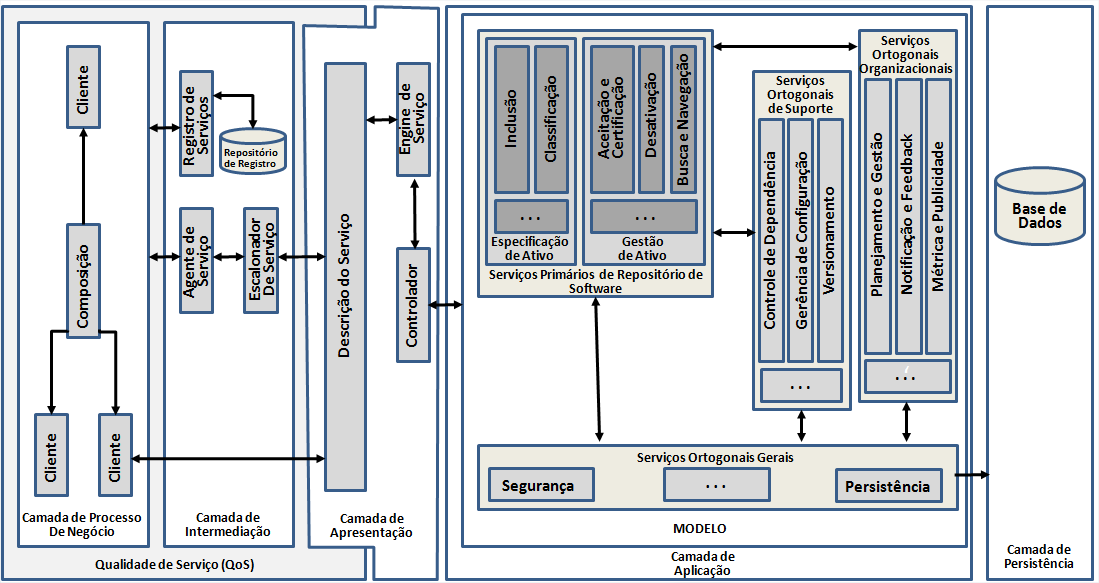 Cliente
Composição
Cliente
Cliente
Camada de Processo
De Negócio
Registro de
Serviços
Repositório
de Registro
Agente de
Serviço
Escalonador
De Serviço
Camada de
Intermediação
Qualidade de Serviço (QoS)
Descrição do Serviço
Engine de
Serviço
Controlador
Camada de
Apresentação
Inclusão
Classificação
...
Especificação
de Ativo
Aceitação e
Certificação
Desativação
Busca e Navegação
...
Gestão
de Ativo
Serviços Primários de Repositório de
Software
Serviços
Ortogonais
de Suporte
Controle de Dependência
Gerência de Configuração
Versionamento
...
Serviços
Ortogonais
Organizacionais
Planejamento e Gestão
Notificação e Feedback
Métrica e Publicidade
...
Serviços Ortogonais Gerais
Segurança
...
Persistência
MODELO
Camada de
Aplicação
Base de
Dados
Camada de
Persistência